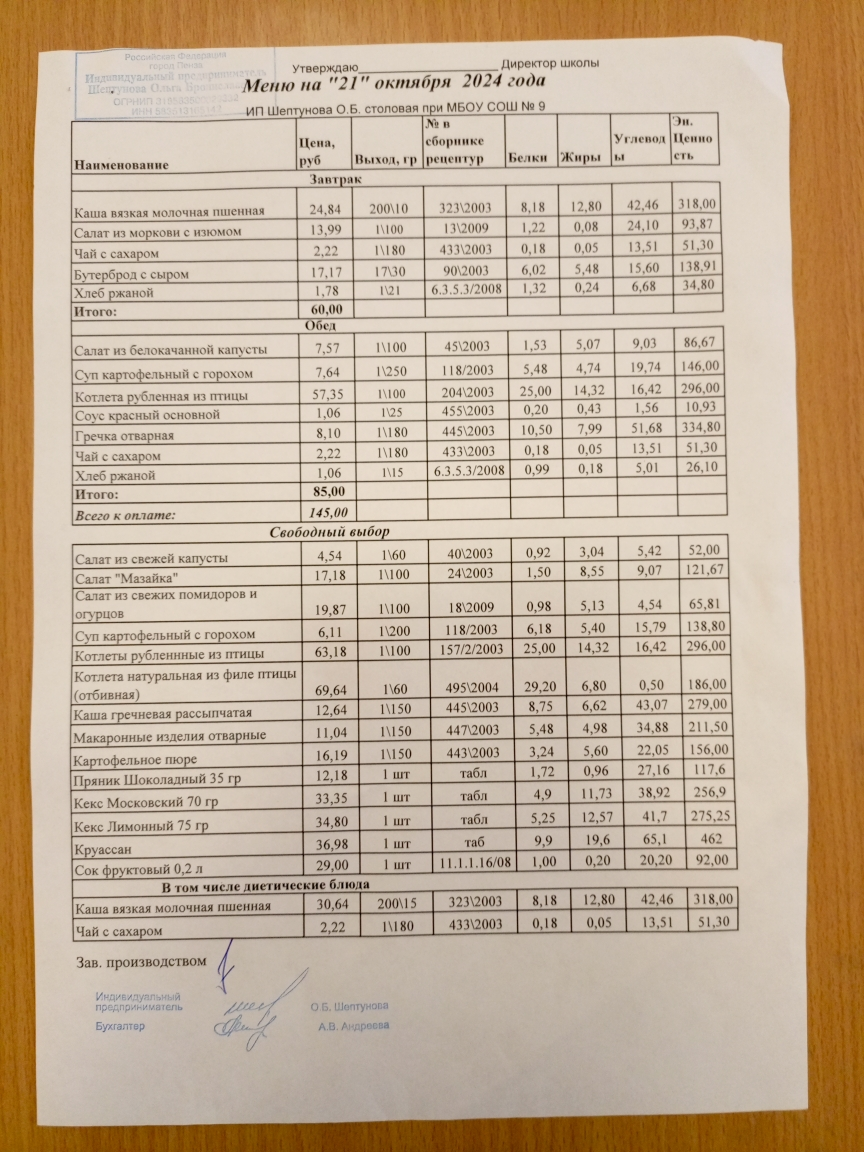 Российская Федерация
город Пенза
Индивидуальный предприниматель
Шептунова Ольга
Утверждаю____________________ Директор школы
Меню на "21" октября 2024 года
ИП Шептунова О.Б. столовая при МБОУ СОШ № 9
Наименование Цена, руб Выход, гр № в сборнике рецептур Белки Жиры Углеводы Эн. Ценность
Завтрак
Каша вязкая молочная пшенная 24,84 200\10 323\2003 8,18 12,80 42,46 318,00
Салат из моркови с изюмом 13,99 1\100 13\2009 1,22 0,08 24,10 93,87
Чай с сахаром 2,22 1\180 433\2003 0,18 0,05 13,51 51,30
Бутерброд с сыром 17,17 17\30 90\2003 6,02 5,48 15,60 138,91
Хлеб ржаной 1,78 1\21 6.3.5.3/2008 1,32 0,24 6,68 34,80
Итого: 60,00
Обед
Салат из белокачанной капусты 7,57 1\100 45\2003 1,53 5,07 9,03 86,67
Суп картофельный с горохом 7,64 1\250 118/2003 5,48 4,74 19,74 146,00
Котлета рубленная из птицы 57,35 1\100 204\2003 25,00 14,32 16,42 296,00
Соус красный основной 1,06 1\25 455\2003 0,20 0,43 1,56 10,93
Гречка отварная 8,10 1\180 445\2003 10,50 7,99 51,68 334,80
Чай с сахаром 2,22 1\180 433\2003 0,18 0,05 13,51 51,30
Хлеб ржаной 1,06 1\15 6.3.5.3/2008 0,99 0,18 5,01 26,10
Итого: 85,00
Всего к оплате: 145,00
Свободный выбор
Салат из свежей капусты 4,54 1\60 40\2003 0,92 3,04 5,42 52,00
Салат "Мазайка" 17,18 1\100 24\2003 1,50 8,55 9,07 121,67
Салат из свежих помидоров и
огурцов 19,87 1\100 18\2009 0,98 5,13 4,54 65,81
Суп картофельный с горохом 6,11 1\200 118/2003 6,18 5,40 15,79 138,80
Котлеты рубленнные из птицы 63,18 1\100 157/2/2003 25,00 14,32 16,42 296,00
Котлета натуральная из филе птицы
(отбивная) 69,64 1\60 495\2004 29,20 6,80 0,50 186,00
Каша гречневая рассыпчатая 12,64 1\150 445\2003 8,75 6,62 43,07 279,00
Макаронные изделия отварные 11,04 1\150 447\2003 5,48 4,98 34,88 211,50
Картофельное пюре 16,19 1\150 443\2003 3,24 5,60 22,05 156,00
Пряник Шоколадный 35 гр 12,18 1 шт табл 1,72 0,96 27,16 117,6
Кекс Московский 70 гр 33,35 1 шт табл 4,9 11,73 38,92 256,9
Кекс Лимонный 75 гр 34,80 1 шт табл 5,25 12,57 41,7 275,25
Круассан 36,98 1 шт таб 9,9 19,6 65,1 462
Сок фруктовый 0,2 л 29,00 1 шт 11.1.1.16/08 1,00 0,20 20,20 92,00
В том числе диетические блюда
Каша вязкая молочная пшенная 30,64 200\15 323\2003 8,18 12,80 42,46 318,00
Чай с сахаром 2,22 1\180 433\2003 0,18 0,05 13,51 51,30
Зав. производством
Индивидуальный
предприниматель О.Б. Шептунова
Бухгалтер А.В. Андреева